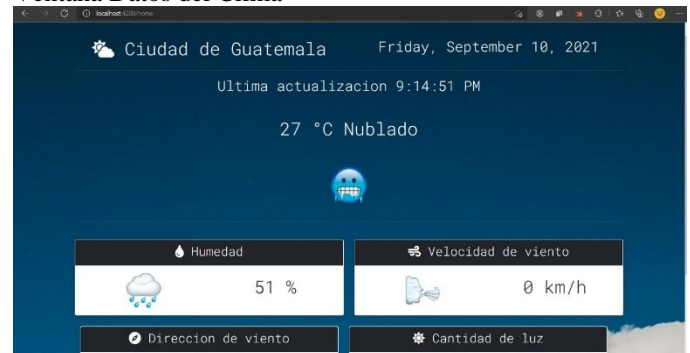 Ventana Datos del Clima
localhost:4200/home
Ciudad de Guatemala
Friday, September 10, 2021
Ultima actualizacion 9:14:51 PM
27 °C Nublado
Humedad
Velocidad de viento
51 %
0 km/h
Direccion de viento
Cantidad de luz